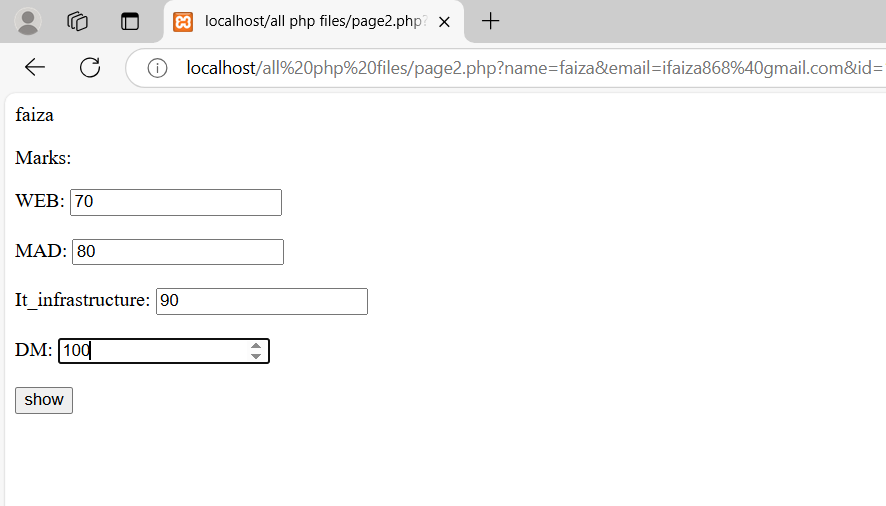 localhost/all php files/page2.php?
localhost/all%20php%20files/page2.php?name=faiza&email=ifaiza868%40gmail.com&id=
faiza
Marks:
WEB: 70
MAD: 80
It_infrastructure: 90
DM: 100
show